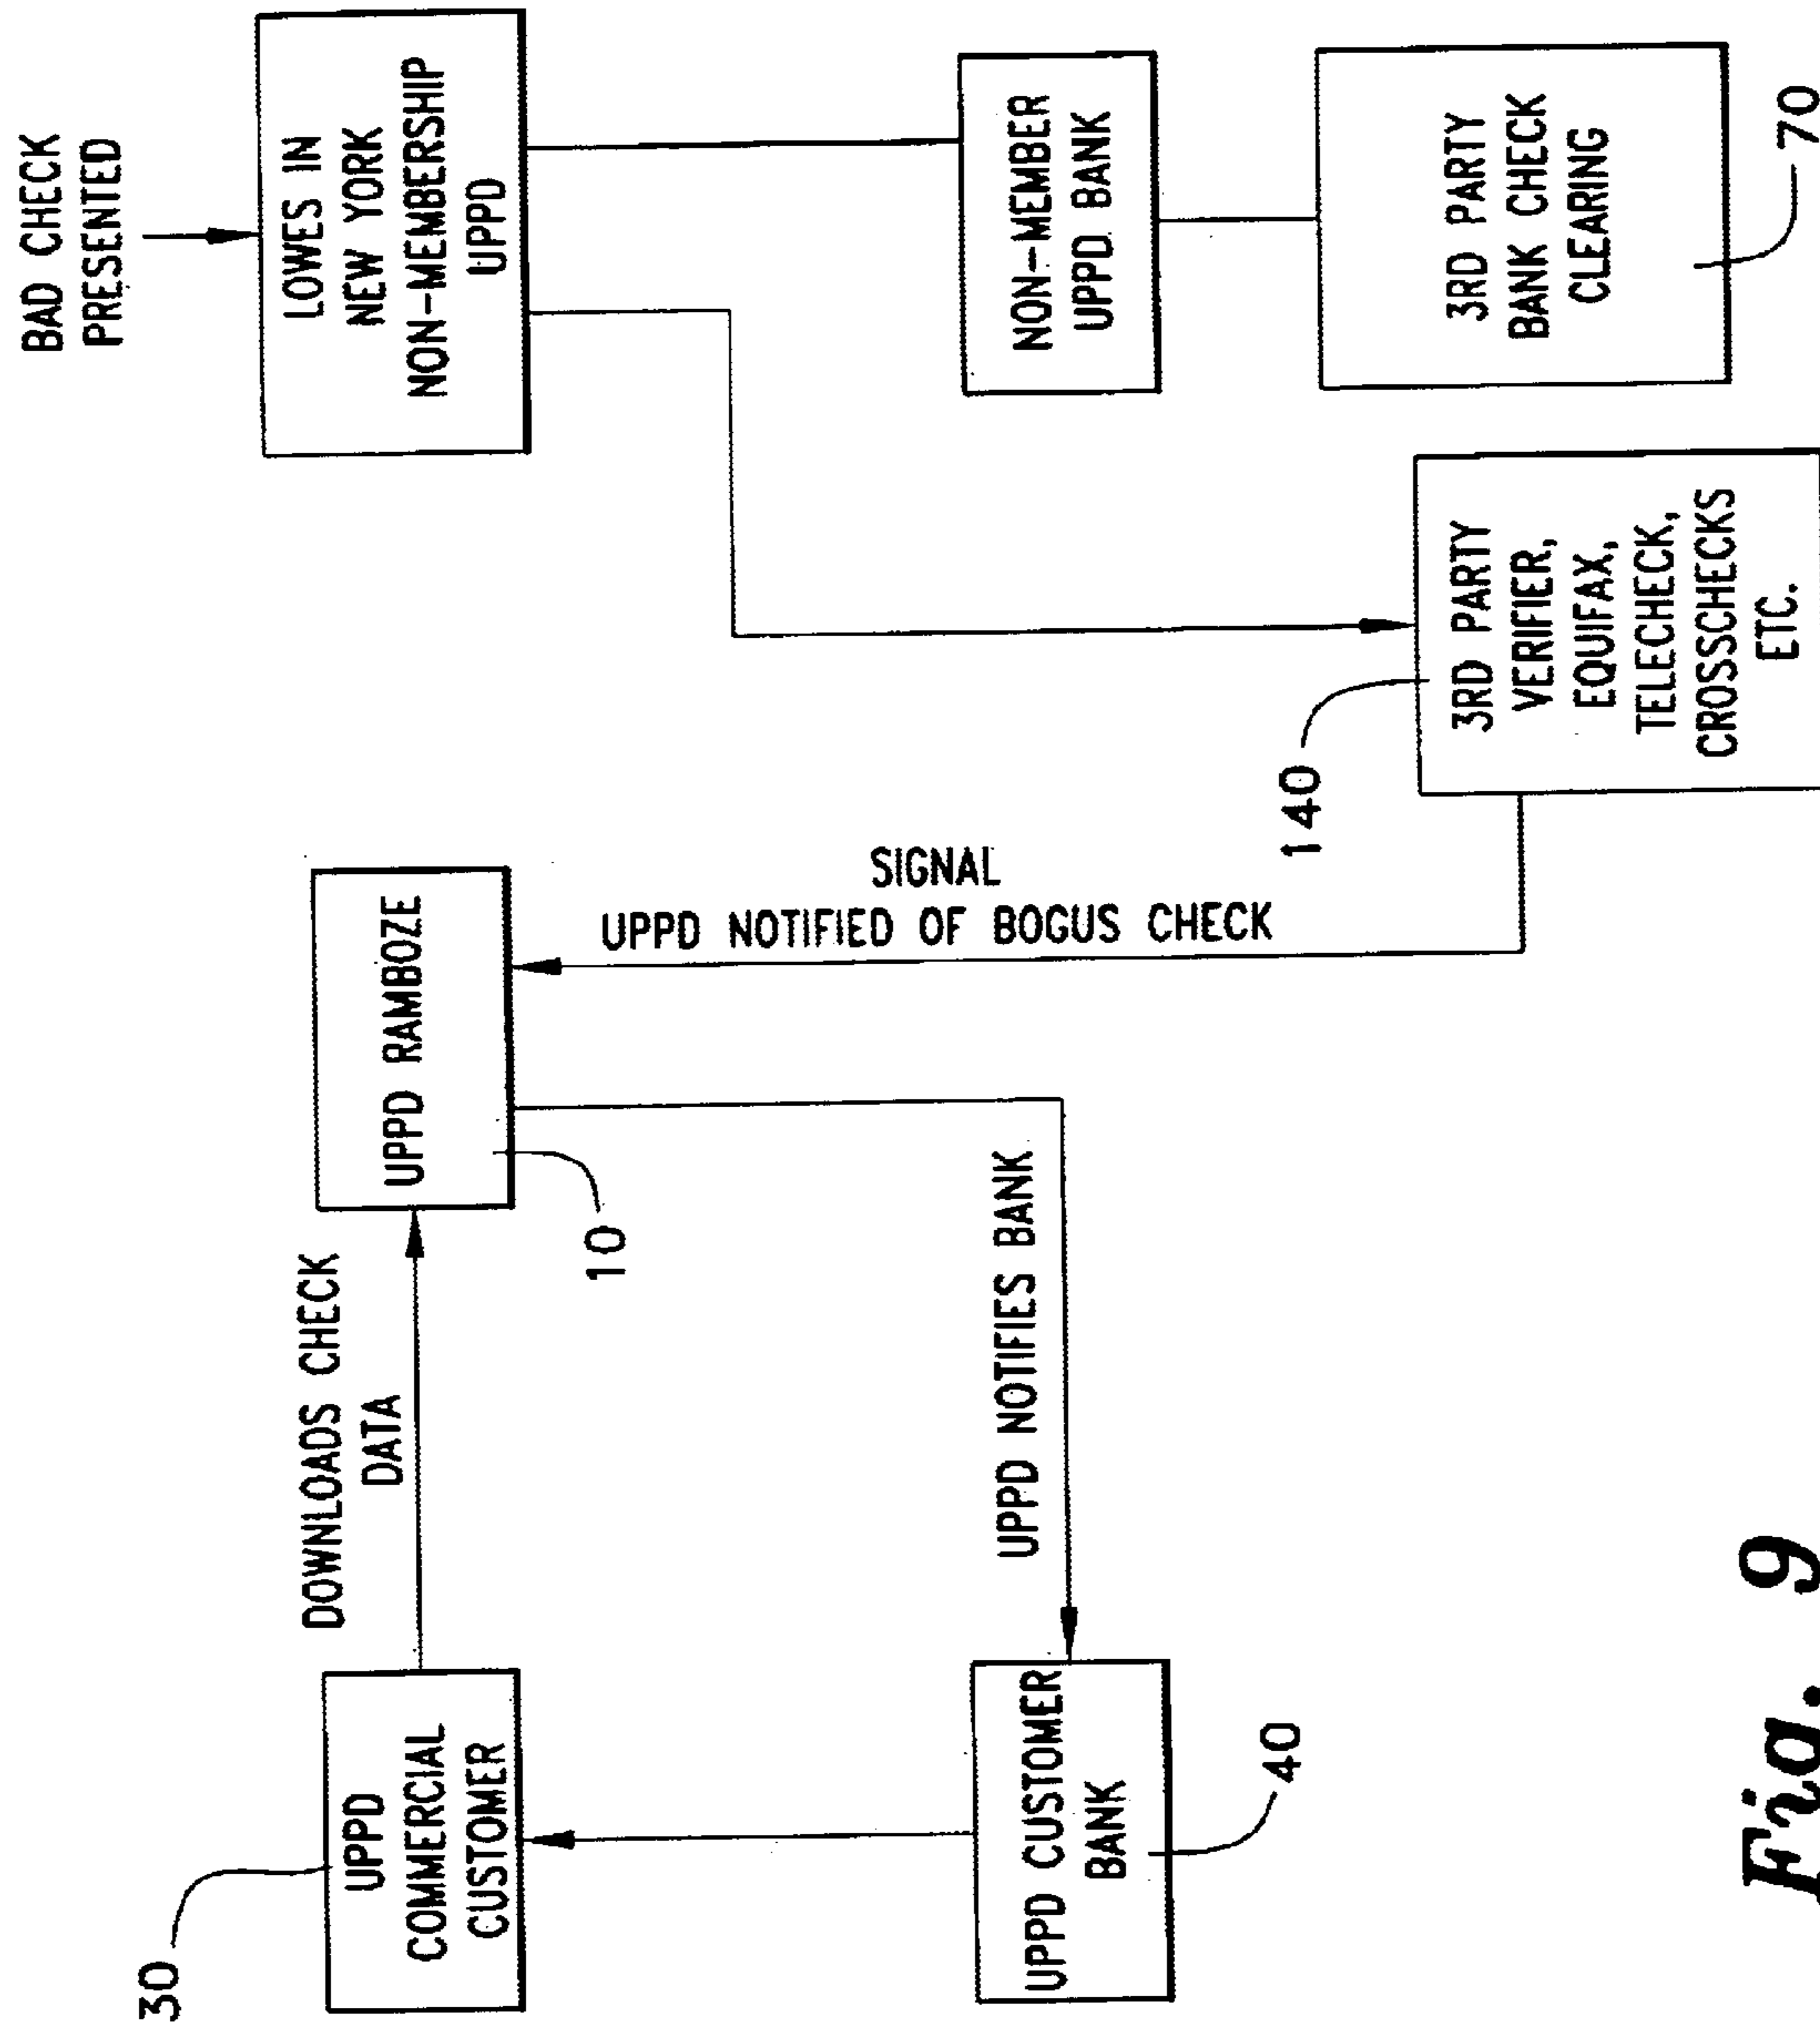 30
UPPD
COMMERCIAL
CUSTOMER
DOWNLOADS CHECK
DATA
UPPD RAMBOZE
10
BAD CHECK
PRESENTED
LOWES IN
NEW YORK
NON-MEMBERSHIP
UPPD
SIGNAL
UPPD NOTIFIED OF BOGUS CHECK
UPPD NOTIFIES BANK
UPPD CUSTOMER
BANK
40
NON-MEMBER
UPPD BANK
140
3RD PARTY
VERIFIER,
EQUIFAX,
TELECHECK,
CROSSCHECKS
ETC.
3RD PARTY
BANK CHECK
CLEARING
70
Fig. 9